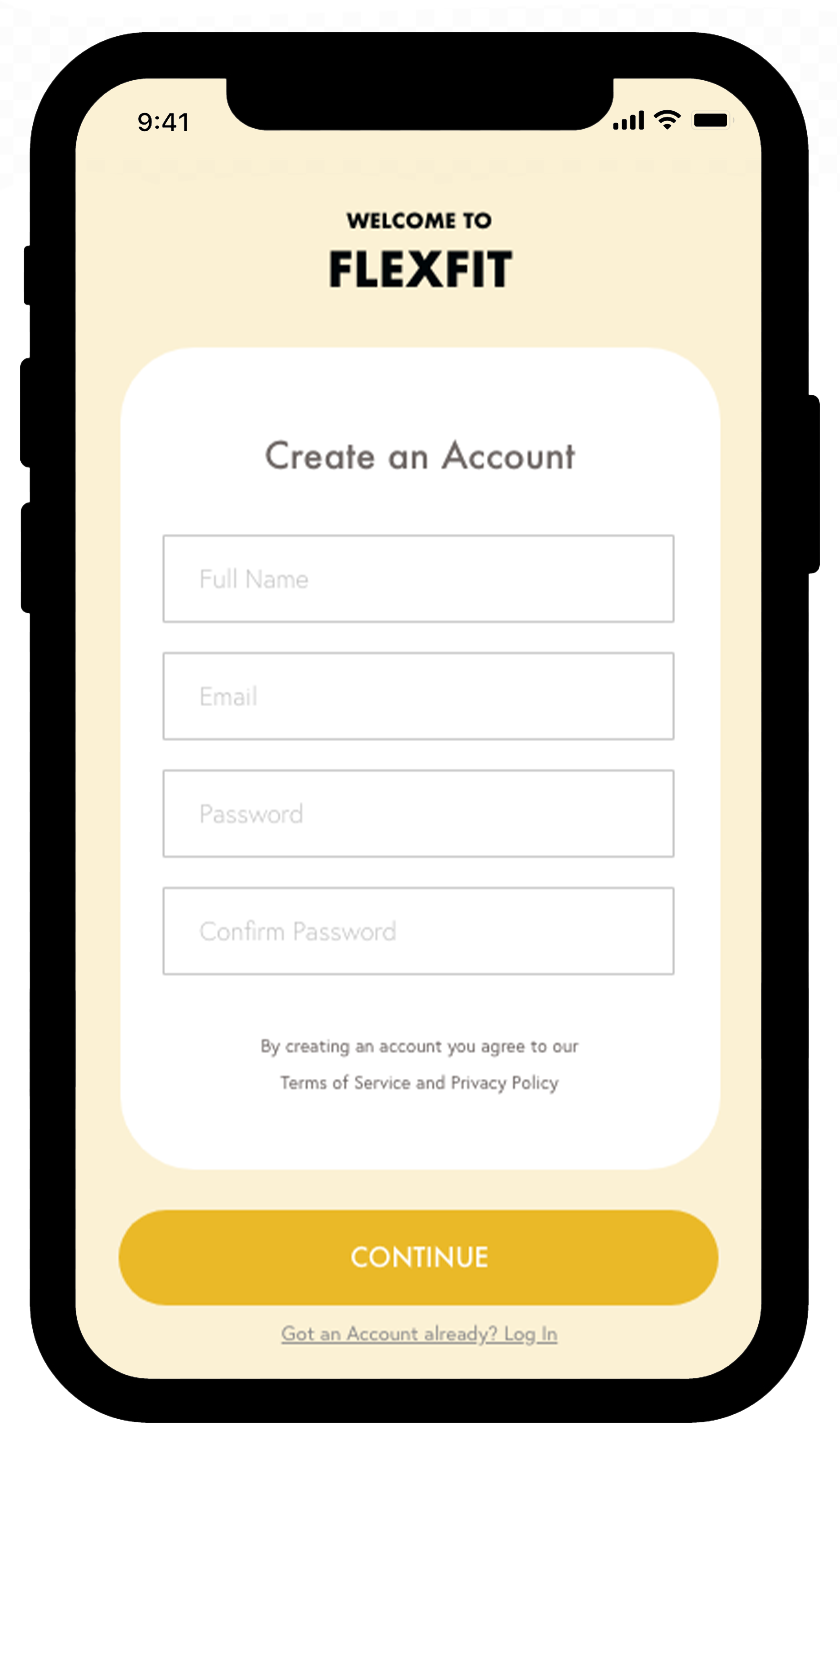 9:41
WELCOME TO
FLEXFIT
Create an Account
Full Name
Email
Password
Confirm Password
By creating an account you agree to our
Terms of Service and Privacy Policy
CONTINUE
Got an Account already? Log In